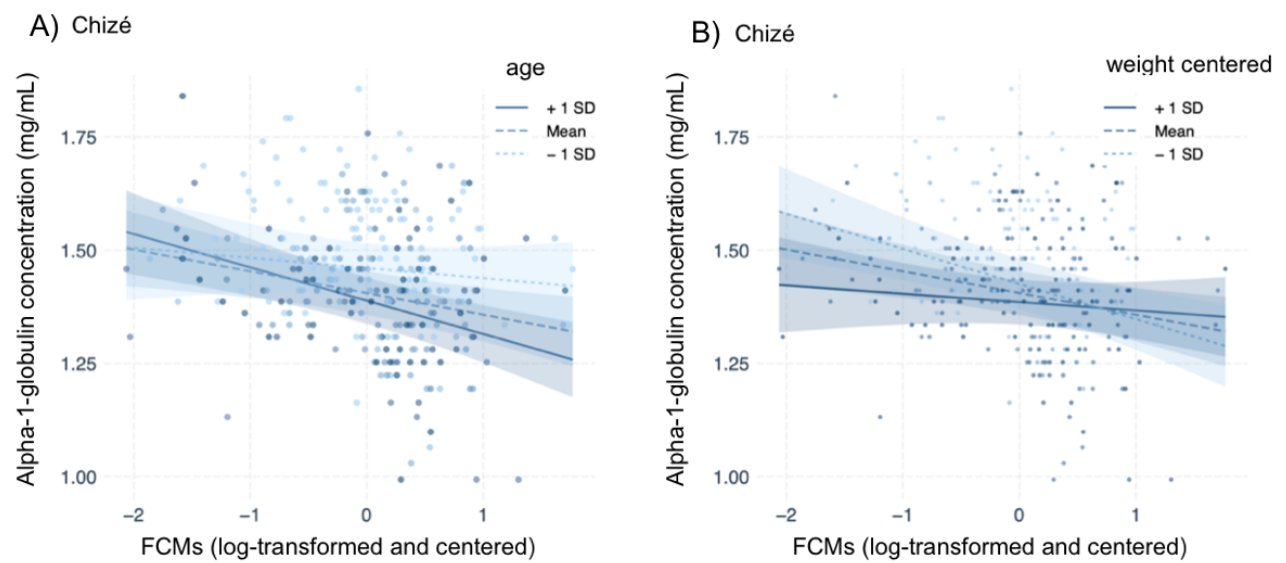 A) Chizé
age
+ 1 SD
Mean
− 1 SD
Alpha-1-globulin concentration (mg/mL)
1.75
1.50
1.25
1.00
−2 −1 0 1
FCMs (log-transformed and centered)
B) Chizé
weight centered
+ 1 SD
Mean
− 1 SD
Alpha-1-globulin concentration (mg/mL)
1.75
1.50
1.25
1.00
−2 −1 0 1
FCMs (log-transformed and centered)